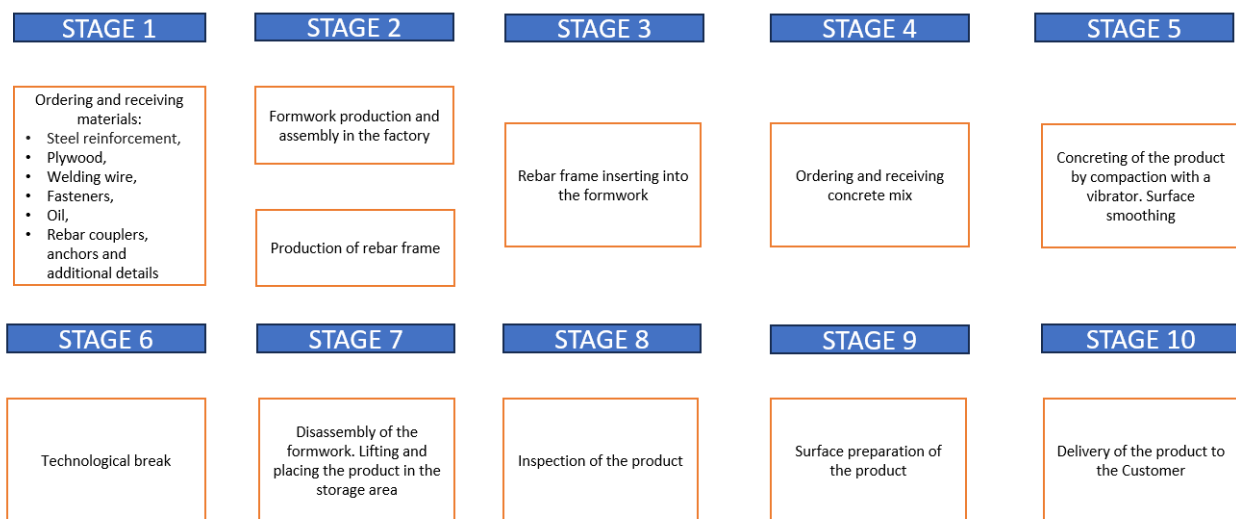 STAGE 1
STAGE 2
STAGE 3
STAGE 4
STAGE 5
Ordering and receiving
materials:
• Steel reinforcement,
• Plywood,
• Welding wire,
• Fasteners,
• Oil,
• Rebar couplers,
anchors and
additional details
Formwork production and
assembly in the factory
Production of rebar frame
Rebar frame inserting into
the formwork
Ordering and receiving
concrete mix
Concreting of the product
by compaction with a
vibrator. Surface
smoothing
STAGE 6
STAGE 7
STAGE 8
STAGE 9
STAGE 10
Technological break
Disassembly of the
formwork. Lifting and
placing the product in the
storage area
Inspection of the product
Surface preparation of
the product
Delivery of the product to
the Customer